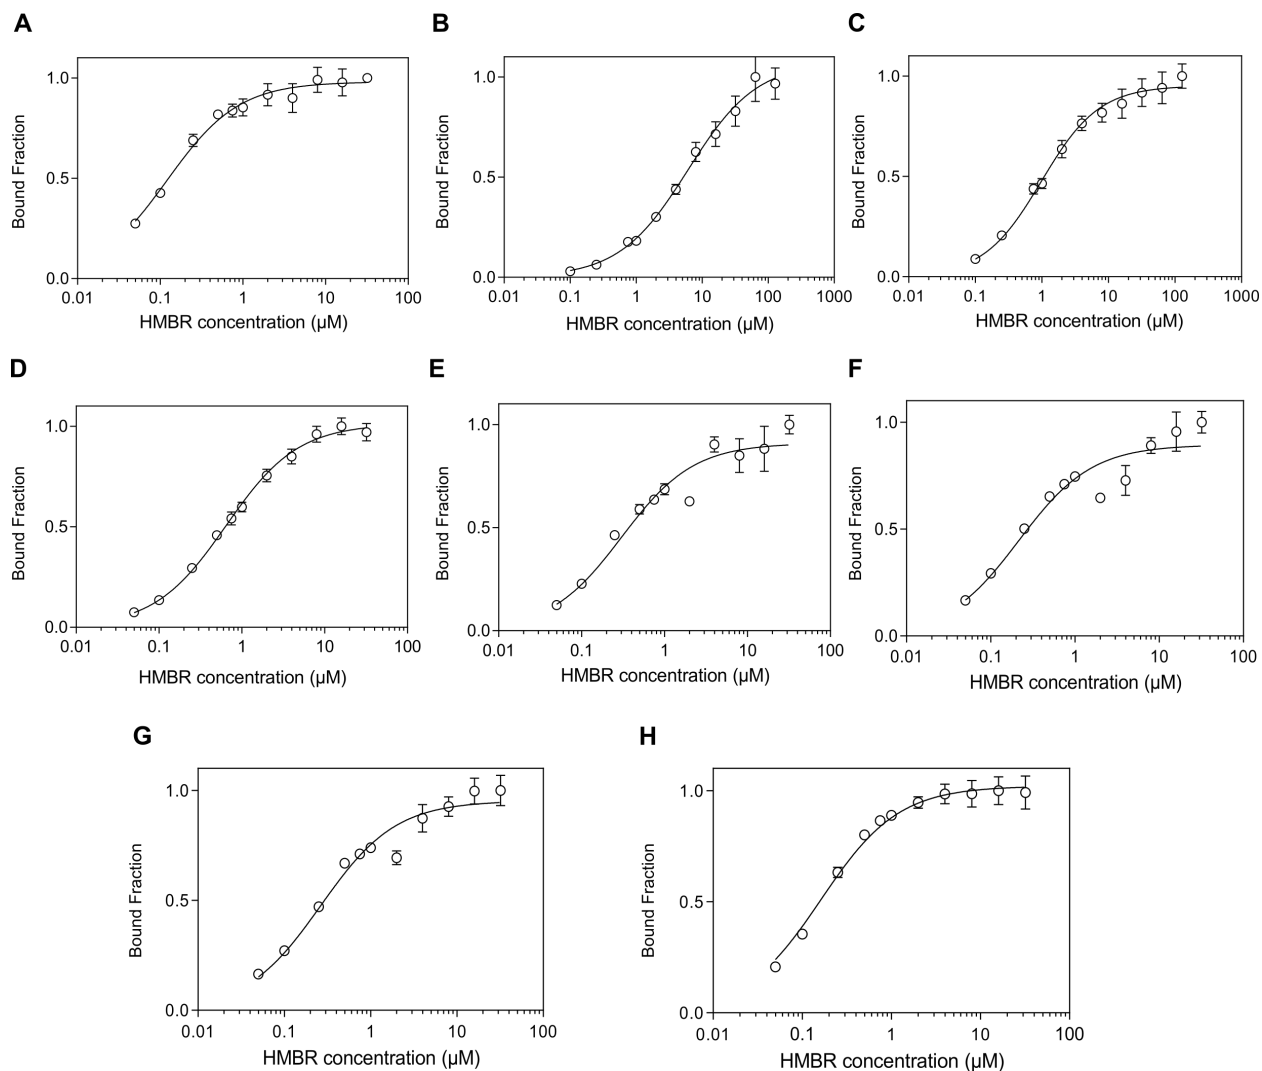 A
B
C
Bound Fraction
1.0
0.5
0.0
0.01 0.1 1 10 100
HMBR concentration (µM)
Bound Fraction
1.0
0.5
0.0
0.01 0.1 1 10 100 1000
HMBR concentration (µM)
Bound Fraction
1.0
0.5
0.0
0.01 0.1 1 10 100 1000
HMBR concentration (µM)
D
E
F
Bound Fraction
1.0
0.5
0.0
0.01 0.1 1 10 100
HMBR concentration (µM)
Bound Fraction
1.0
0.5
0.0
0.01 0.1 1 10 100
HMBR concentration (µM)
Bound Fraction
1.0
0.5
0.0
0.01 0.1 1 10 100
HMBR concentration (µM)
G
H
Bound Fraction
1.0
0.5
0.0
0.01 0.1 1 10 100
HMBR concentration (µM)
Bound Fraction
1.0
0.5
0.0
0.01 0.1 1 10 100
HMBR concentration (µM)